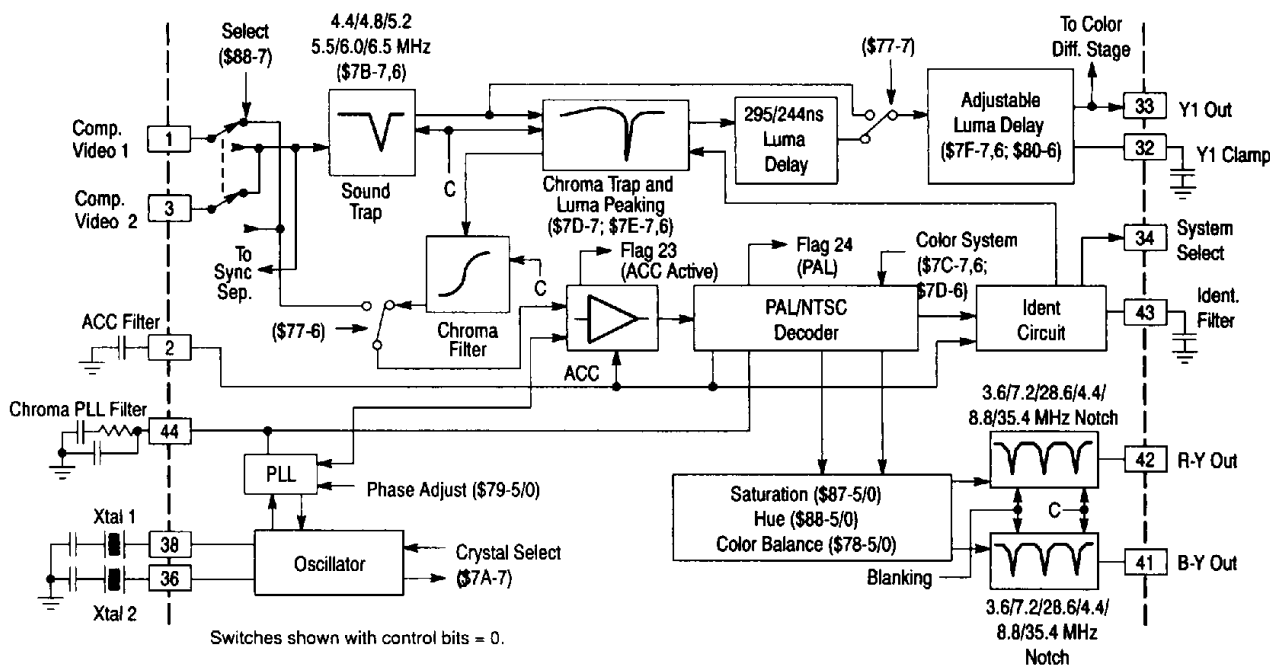 4.4/4.8/5.2
5.5/6.0/6.5 MHz
($7B-7,6)
Select
($88-7)
To Color
Diff. Stage
($77-7)
Comp.
Video 1
1
Comp.
Video 2
3
Sound
Trap
C
Chroma Trap and
Luma Peaking
($7D-7; $7E-7,6)
295/244ns
Luma
Delay
Adjustable
Luma Delay
($7F-7,6; $80-6)
33
Y1 Out
32
Y1 Clamp
34
System
Select
43
Ident.
Filter
To
Sync
Sep.
($77-6)
Chroma
Filter
C
Flag 23
(ACC Active)
Flag 24
(PAL)
Color System
($7C-7,6;
$7D-6)
PAL/NTSC
Decoder
Ident
Circuit
ACC Filter
2
ACC
Chroma PLL Filter
44
PLL
Phase Adjust ($79-5/0)
3.6/7.2/28.6/4.4/
8.8/35.4 MHz Notch
42
R-Y Out
Saturation ($87-5/0)
Hue ($88-5/0)
Color Balance ($78-5/0)
C
Blanking
41
B-Y Out
3.6/7.2/28.6/4.4/
8.8/35.4 MHz
Notch
Xtal 1
38
36
Xtal 2
Oscillator
Crystal Select
($7A-7)
Switches shown with control bits = 0.